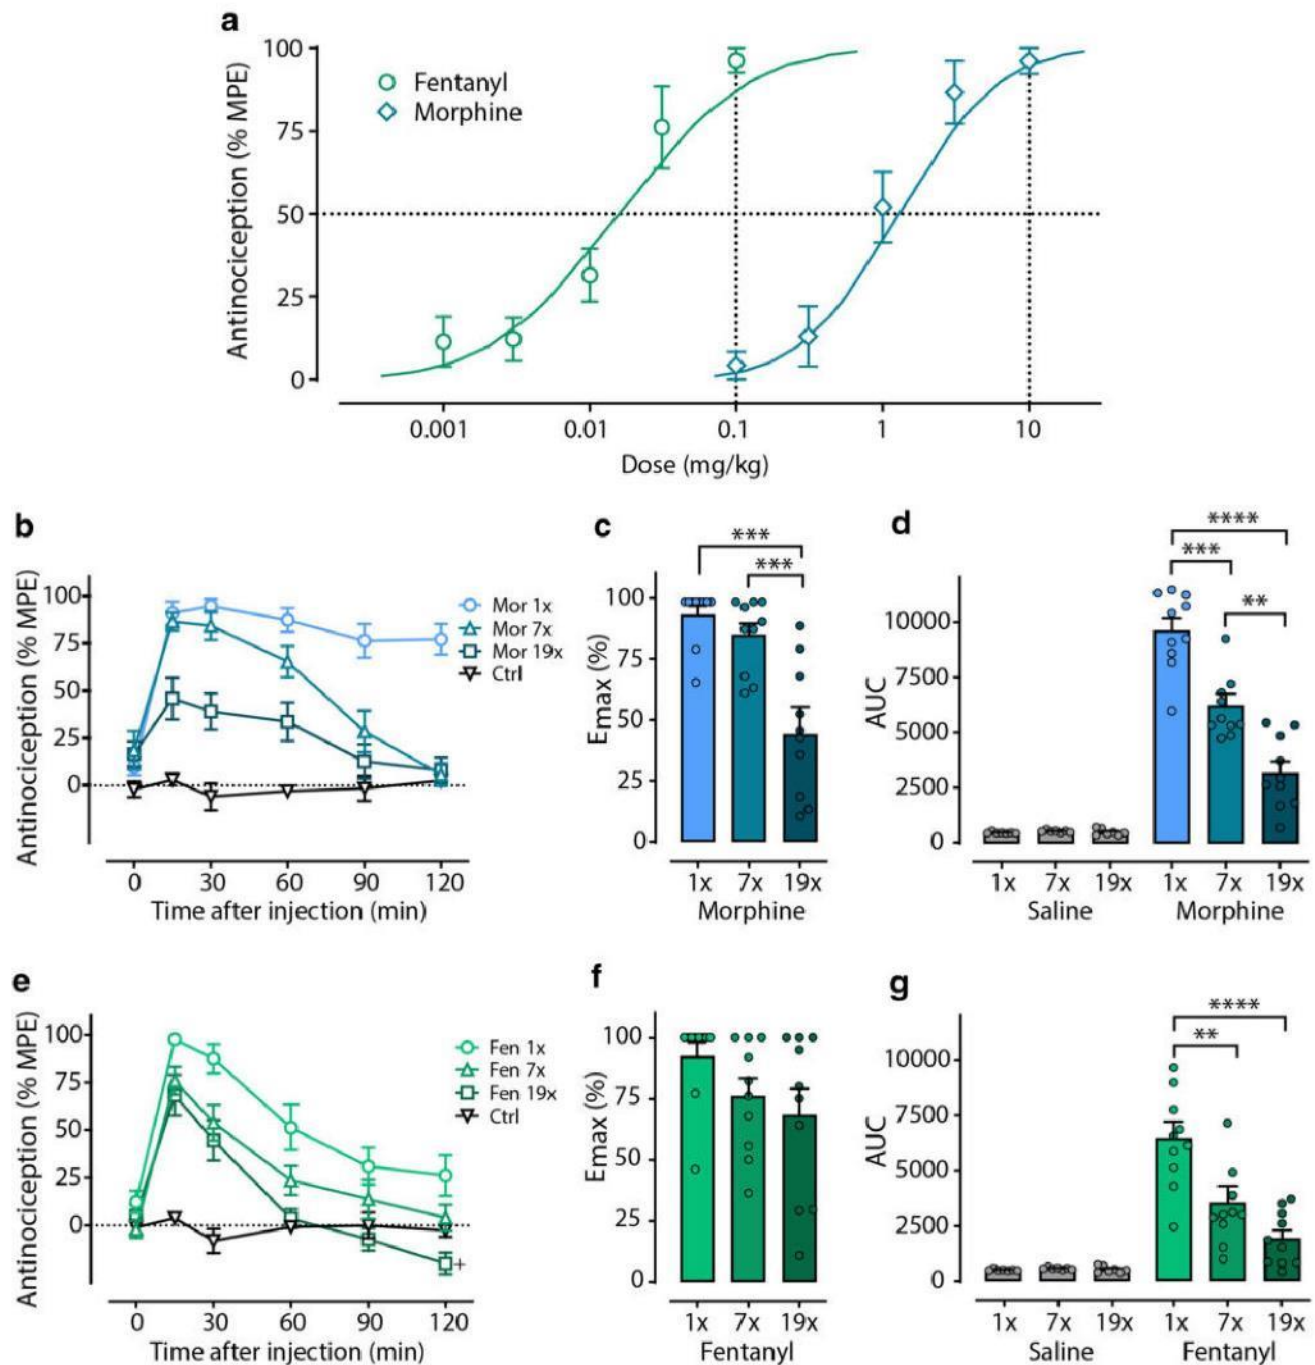 a
Antinociception (% MPE)
100
75
50
25
0
Fentanyl
Morphine
0.001 0.01 0.1 1 10
Dose (mg/kg)
b
Antinociception (% MPE)
100
75
50
25
0
Mor 1x
Mor 7x
Mor 19x
Ctrl
0 30 60 90 120
Time after injection (min)
c
*** 
***
Emax (%)
100
75
50
25
0
1x 7x 19x
Morphine
d
****
***
**
AUC
10000
7500
5000
2500
0
1x 7x 19x 1x 7x 19x
Saline Morphine
e
Antinociception (% MPE)
100
75
50
25
0
Fen 1x
Fen 7x
Fen 19x
Ctrl
+
0 30 60 90 120
Time after injection (min)
f
Emax (%)
100
75
50
25
0
1x 7x 19x
Fentanyl
g
****
**
AUC
10000
7500
5000
2500
0
1x 7x 19x 1x 7x 19x
Saline Fentanyl